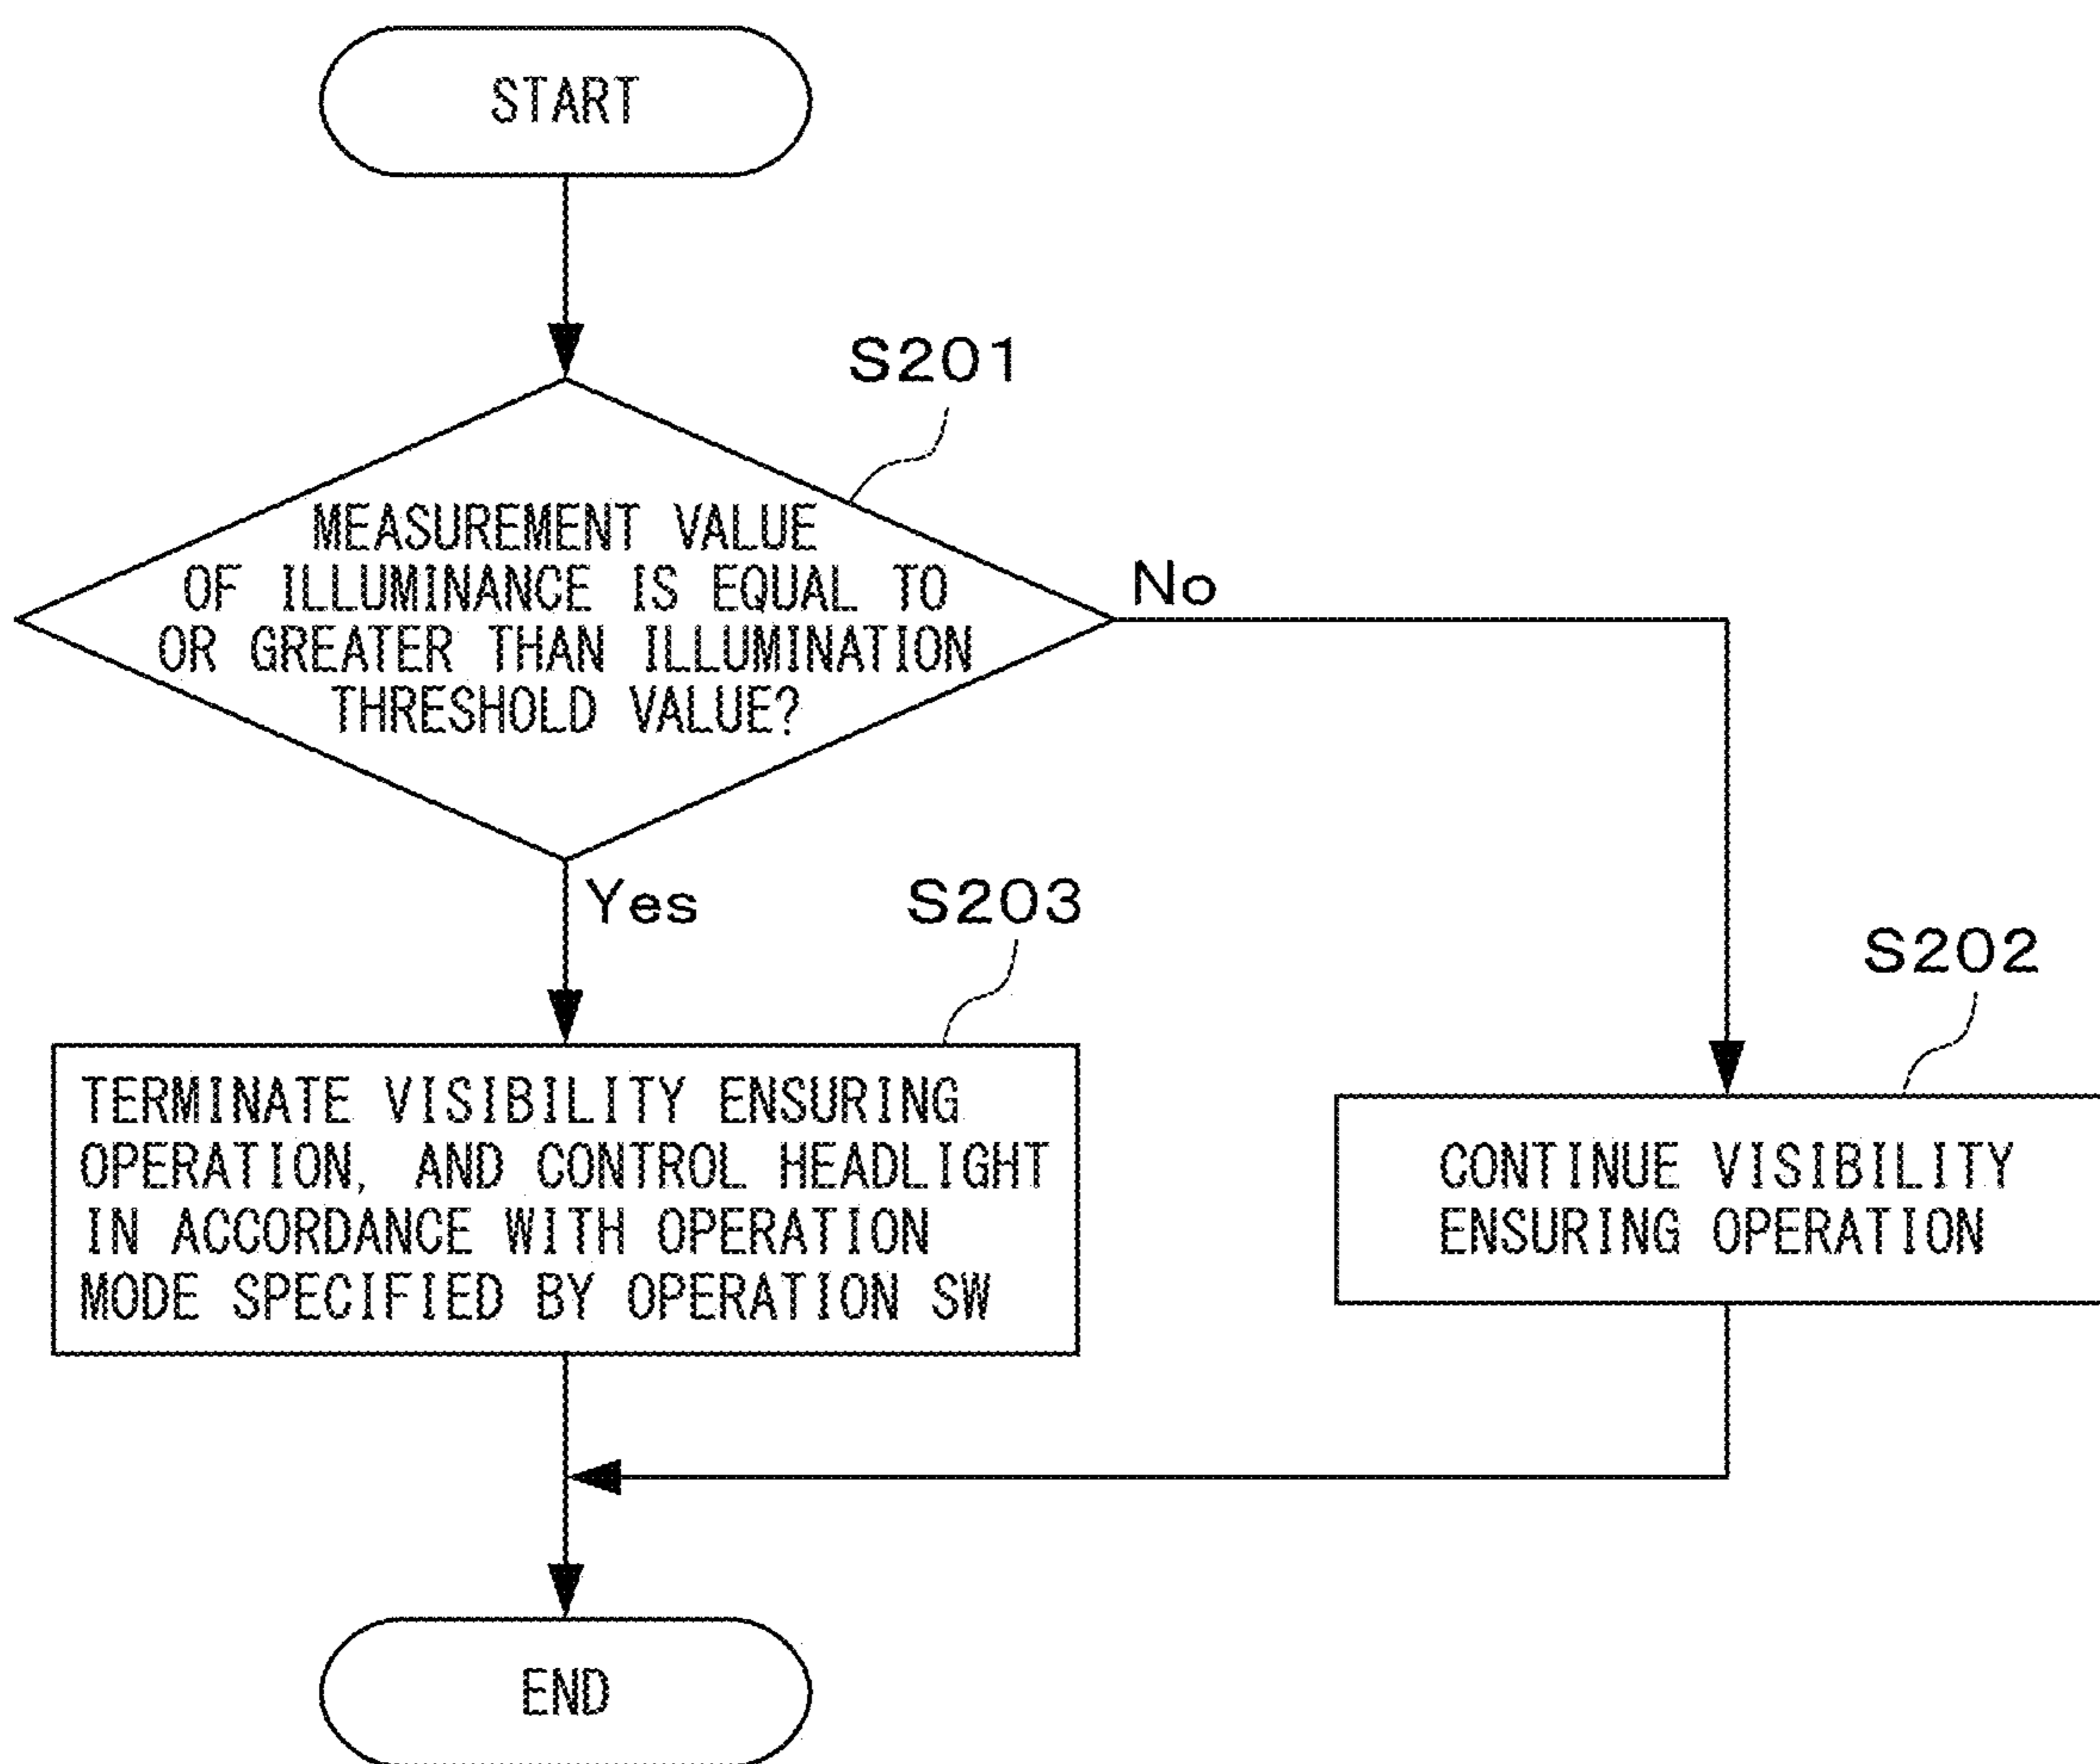 START
S201
MEASUREMENT VALUE
OF ILLUMINANCE IS EQUAL TO
OR GREATER THAN ILLUMINATION
THRESHOLD VALUE?
No
Yes
S203
S202
TERMINATE VISIBILITY ENSURING
OPERATION, AND CONTROL HEADLIGHT
IN ACCORDANCE WITH OPERATION
MODE SPECIFIED BY OPERATION SW
CONTINUE VISIBILITY
ENSURING OPERATION
END